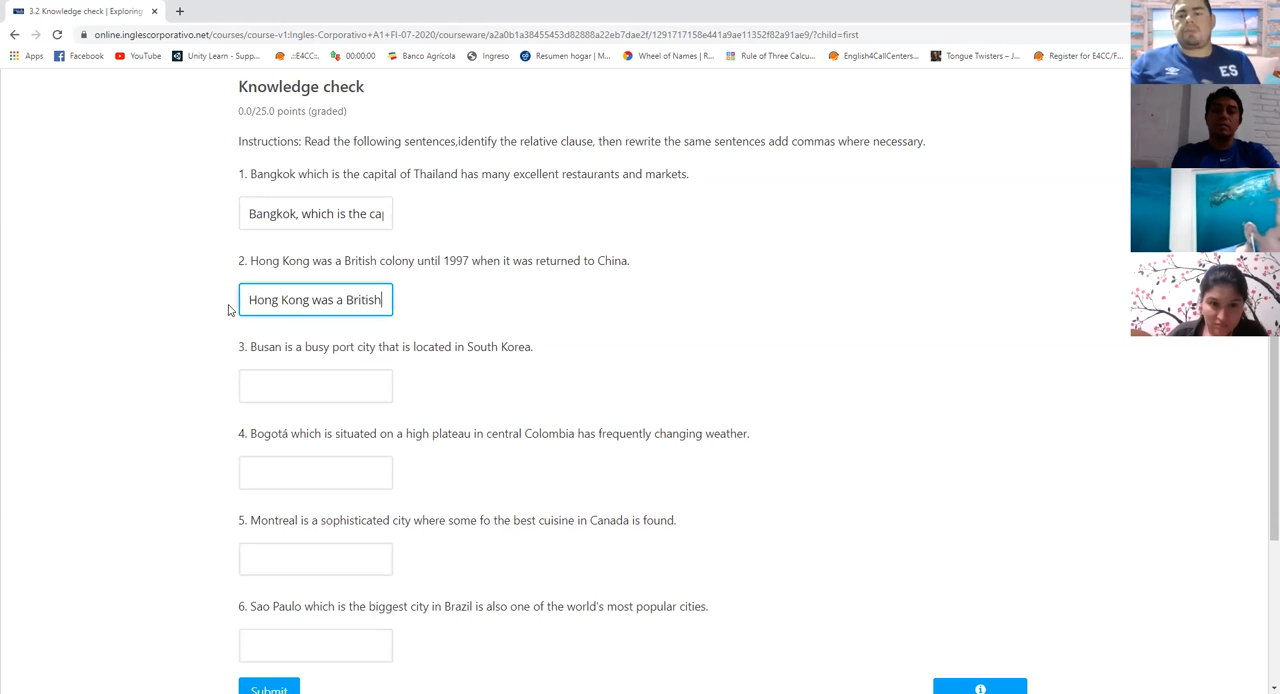 3.2 Knowledge check | Exploring
online.inglescorporativo.net/courses/course-v1:Ingles-Corporativo+A1+FI-07-2020/courseware/a2a0b1a38455453d82888a22eb7dae2f/1291717158e441a9ae11352f82a91ae9/?child=first
Apps Facebook YouTube Unity Learn - Supp... .::E4CC::. 00:00:00 Banco Agrícola Ingreso Resumen hogar | M... Wheel of Names | R... Rule of Three Calcu... English4CallCenters... Tongue Twisters – J... Register for E4CC/F...
ES
Knowledge check
0.0/25.0 points (graded)
Instructions: Read the following sentences,identify the relative clause, then rewrite the same sentences add commas where necessary.
1. Bangkok which is the capital of Thailand has many excellent restaurants and markets.
Bangkok, which is the cap
2. Hong Kong was a British colony until 1997 when it was returned to China.
Hong Kong was a British
3. Busan is a busy port city that is located in South Korea.
4. Bogotá which is situated on a high plateau in central Colombia has frequently changing weather.
5. Montreal is a sophisticated city where some fo the best cuisine in Canada is found.
6. Sao Paulo which is the biggest city in Brazil is also one of the world's most popular cities.
Submit